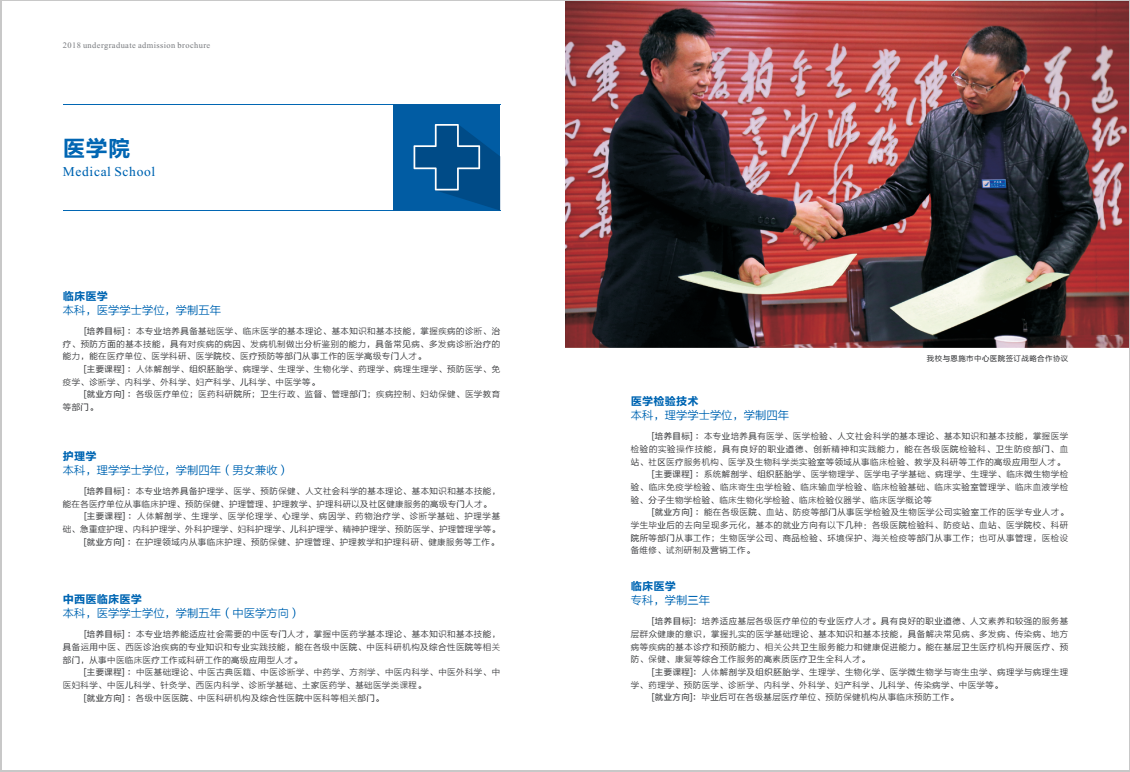 2018 undergraduate admission brochure
医学院
Medical School
临床医学
本科，医学学士学位，学制五年
[培养目标]：本专业培养具备基础医学、临床医学的基本理论、基本知识和基本技能，掌握疾病的诊断、治
疗、预防方面的基本技能，具有对疾病的病因、发病机制做出分析鉴别的能力，具备常见病、多发病诊断治疗的
能力，能在医疗单位、医学科研、医学院校、医疗预防等部门从事工作的医学高级专门人才。
[主要课程]：人体解剖学、组织胚胎学、病理学、生理学、生物化学、药理学、病理生理学、预防医学、免
疫学、诊断学、内科学、外科学、妇产科学、儿科学、中医学等。
[就业方向]：各级医疗单位；医药科研院所；卫生行政、监督、管理部门；疾病控制、妇幼保健、医学教育
等部门。
护理学
本科，理学学士学位，学制四年（男女兼收）
[培养目标]：本专业培养具备护理学、医学、预防保健、人文社会科学的基本理论、基本知识和基本技能，
能在各医疗单位从事临床护理、预防保健、护理管理、护理教学、护理科研以及社区健康服务的高级专门人才。
[主要课程]：人体解剖学、生理学、医学伦理学、心理学、病因学、药物治疗学、诊断学基础、护理学基
础、急重症护理、内科护理学、外科护理学、妇科护理学、儿科护理学、精神护理学、预防医学、护理管理学等。
[就业方向]：在护理领域内从事临床护理、预防保健、护理管理、护理教学和护理科研、健康服务等工作。
中西医临床医学
本科，医学学士学位，学制五年（中医学方向）
[培养目标]：本专业培养能适应社会需要的中医专门人才，掌握中医药学基本理论、基本知识和基本技能，
具备运用中医、西医诊治疾病的专业知识和专业实践技能，能在各级中医院、中医科研机构及综合性医院等相关
部门，从事中医临床医疗工作或科研工作的高级应用型人才。
[主要课程]：中医基础理论、中医古典医籍、中医诊断学、中药学、方剂学、中医内科学、中医外科学、中
医妇科学、中医儿科学、针灸学、西医内科学、诊断学基础、土家医药学、基础医学类课程。
[就业方向]：各级中医医院、中医科研机构及综合性医院中医科等相关部门。
我校与恩施市中心医院签订战略合作协议
医学检验技术
本科，理学学士学位，学制四年
[培养目标]：本专业培养具有医学、医学检验、人文社会科学的基本理论、基本知识和基本技能，掌握医学
检验的实验操作技能，具有良好的职业道德、创新精神和实践能力，能在各级医院检验科、卫生防疫部门、血
站、社区医疗服务机构、医学及生物科学类实验室等领域从事临床检验、教学及科研等工作的高级应用型人才。
[主要课程]：系统解剖学、组织胚胎学、医学物理学、医学电子学基础、病理学、生理学、临床微生物学检
验、临床免疫学检验、临床寄生虫学检验、临床输血学检验、临床检验基础、临床实验室管理学、临床血液学检
验、分子生物学检验、临床生物化学检验、临床检验仪器学、临床医学概论等
[就业方向]：能在各级医院、血站、防疫等部门从事医学检验及生物医学公司实验室工作的医学专业人才。
学生毕业后的去向呈现多元化，基本的就业方向有以下几种：各级医院检验科、防疫站、血站、医学院校、科研
院所等部门从事工作；生物医学公司、商品检验、环境保护、海关检疫等部门从事工作；也可从事管理，医检设
备维修、试剂研制及营销工作。
临床医学
专科，学制三年
[培养目标]：培养适应基层各级医疗单位的专业医疗人才。具有良好的职业道德、人文素养和较强的服务基
层群众健康的意识，掌握扎实的医学基础理论、基本知识和基本技能，具备解决常见病、多发病、传染病、地方
病等疾病的基本诊疗和预防能力、相关公共卫生服务能力和健康促进能力。能在基层卫生医疗机构开展医疗、预
防、保健、康复等综合工作服务的高素质医疗卫生全科人才。
[主要课程]：人体解剖学及组织胚胎学、生理学、生物化学、医学微生物学与寄生虫学、病理学与病理生理
学、药理学、预防医学、诊断学、内科学、外科学、妇产科学、儿科学、传染病学、中医学等。
[就业方向]：毕业后可在各级基层医疗单位、预防保健机构从事临床预防工作。